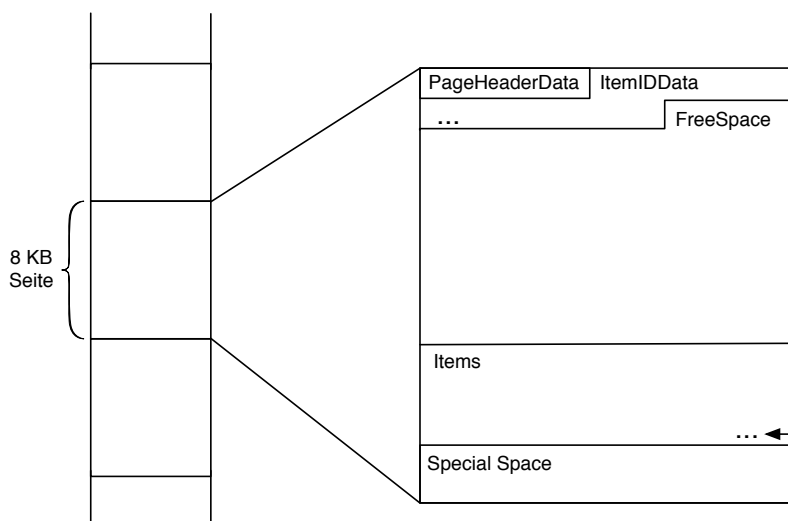 PageHeaderData ItemIDData
...
FreeSpace
8 KB
Seite
Items
...
Special Space